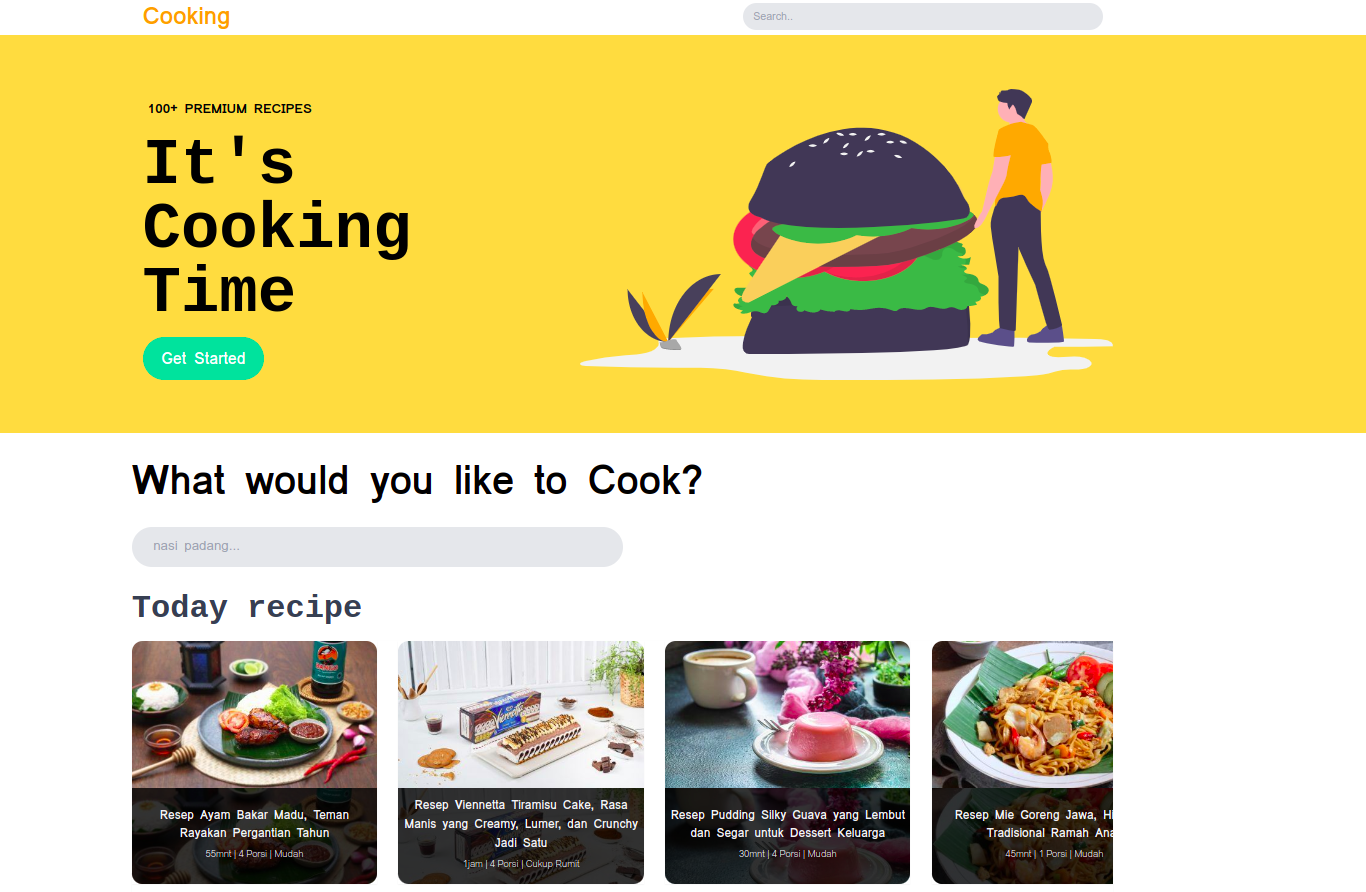 Cooking
Search..
100+ PREMIUM RECIPES
It's
Cooking
Time
Get Started
What would you like to Cook?
nasi padang...
Today recipe
Resep Ayam Bakar Madu, Teman
Rayakan Pergantian Tahun
55mnt | 4 Porsi | Mudah
Viennetta
Resep Viennetta Tiramisu Cake, Rasa
Manis yang Creamy, Lumer, dan Crunchy
Jadi Satu
1jam | 4 Porsi | Cukup Rumit
Resep Pudding Silky Guava yang Lembut
dan Segar untuk Dessert Keluarga
30mnt | 4 Porsi | Mudah
Resep Mie Goreng Jawa, Hi
Tradisional Ramah Ana
45mnt | 1 Porsi | Mudah